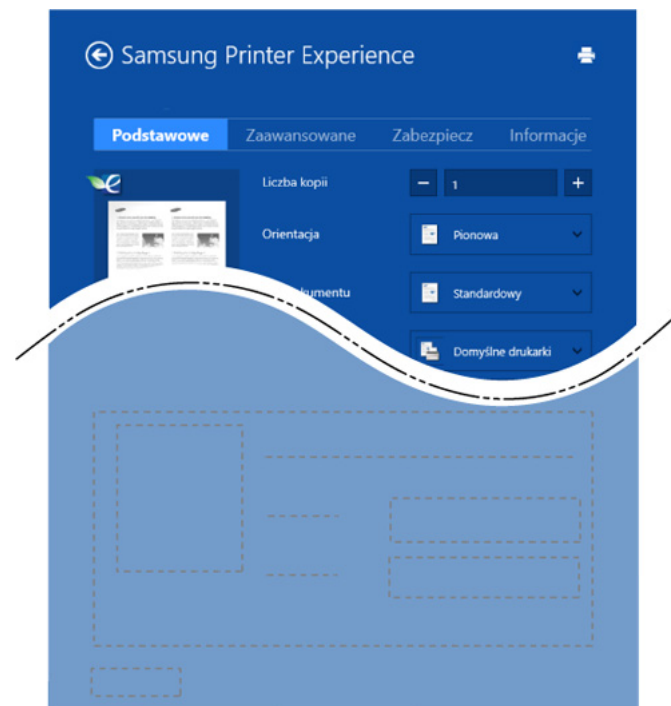 Samsung Printer Experience
Podstawowe Zaawansowane Zabezpiecz Informacje
Liczba kopii 1
Orientacja Pionowa
Standardowy
Domyślne drukarki